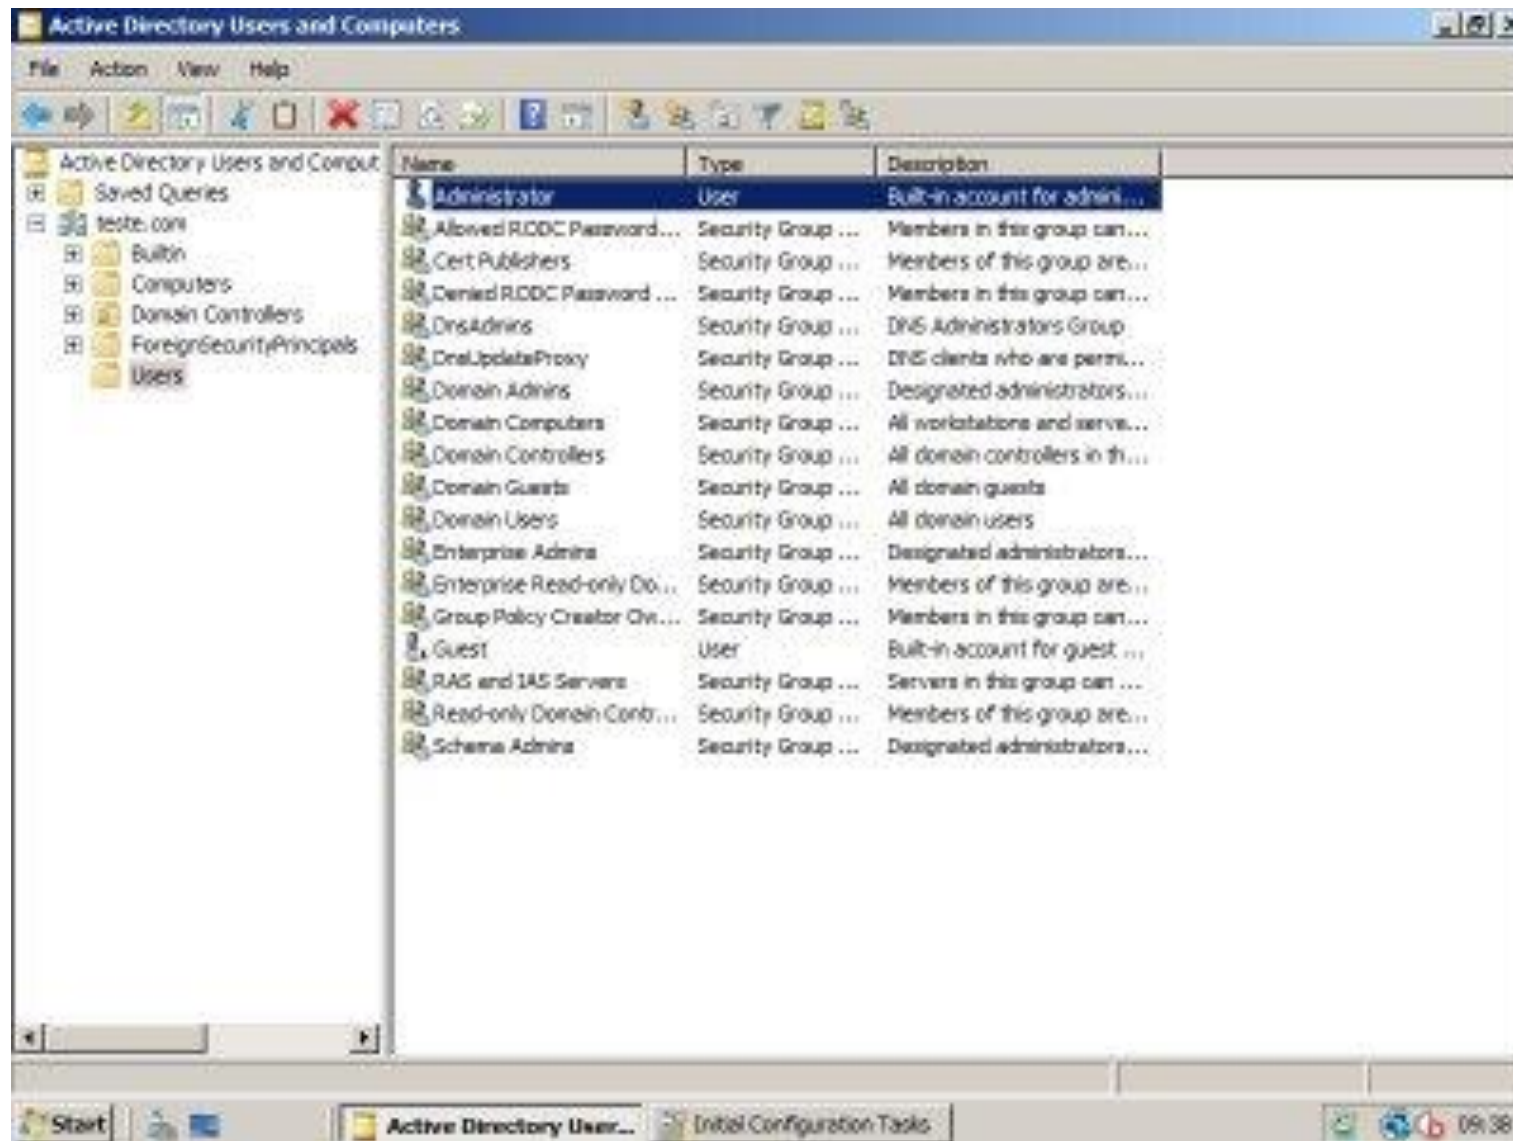 Active Directory Users and Computers
File Action View Help
Active Directory Users and Comput
Saved Queries
teste.com
Builtin
Computers
Domain Controllers
ForeignSecurityPrincipals
Users
Name Type Description
Administrator User Built-in account for admini...
Allowed RODC Password... Security Group ... Members in this group can...
Cert Publishers Security Group ... Members of this group are...
Denied RODC Password ... Security Group ... Members in this group can...
DnsAdmins Security Group ... DNS Administrators Group
DnsUpdateProxy Security Group ... DNS clients who are permi...
Domain Admins Security Group ... Designated administrators...
Domain Computers Security Group ... All workstations and serve...
Domain Controllers Security Group ... All domain controllers in th...
Domain Guests Security Group ... All domain guests
Domain Users Security Group ... All domain users
Enterprise Admins Security Group ... Designated administrators...
Enterprise Read-only Do... Security Group ... Members of this group are...
Group Policy Creator Ow... Security Group ... Members in this group can...
Guest User Built-in account for guest ...
RAS and IAS Servers Security Group ... Servers in this group can ...
Read-only Domain Contr... Security Group ... Members of this group are...
Schema Admins Security Group ... Designated administrators...
Start Active Directory User... Initial Configuration Tasks 09:38